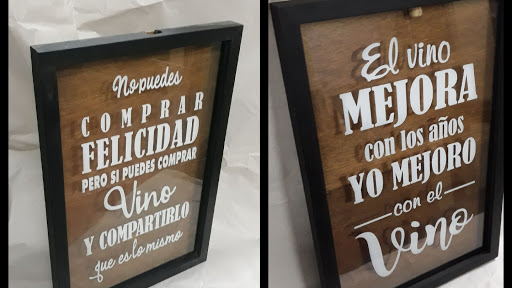 No puedes
COMPRAR
FELICIDAD
PERO SI PUEDES COMPRAR
Vino
Y COMPARTIRLO
que es lo mismo
El vino
MEJORA
con los años
YO MEJORO
con el
Vino